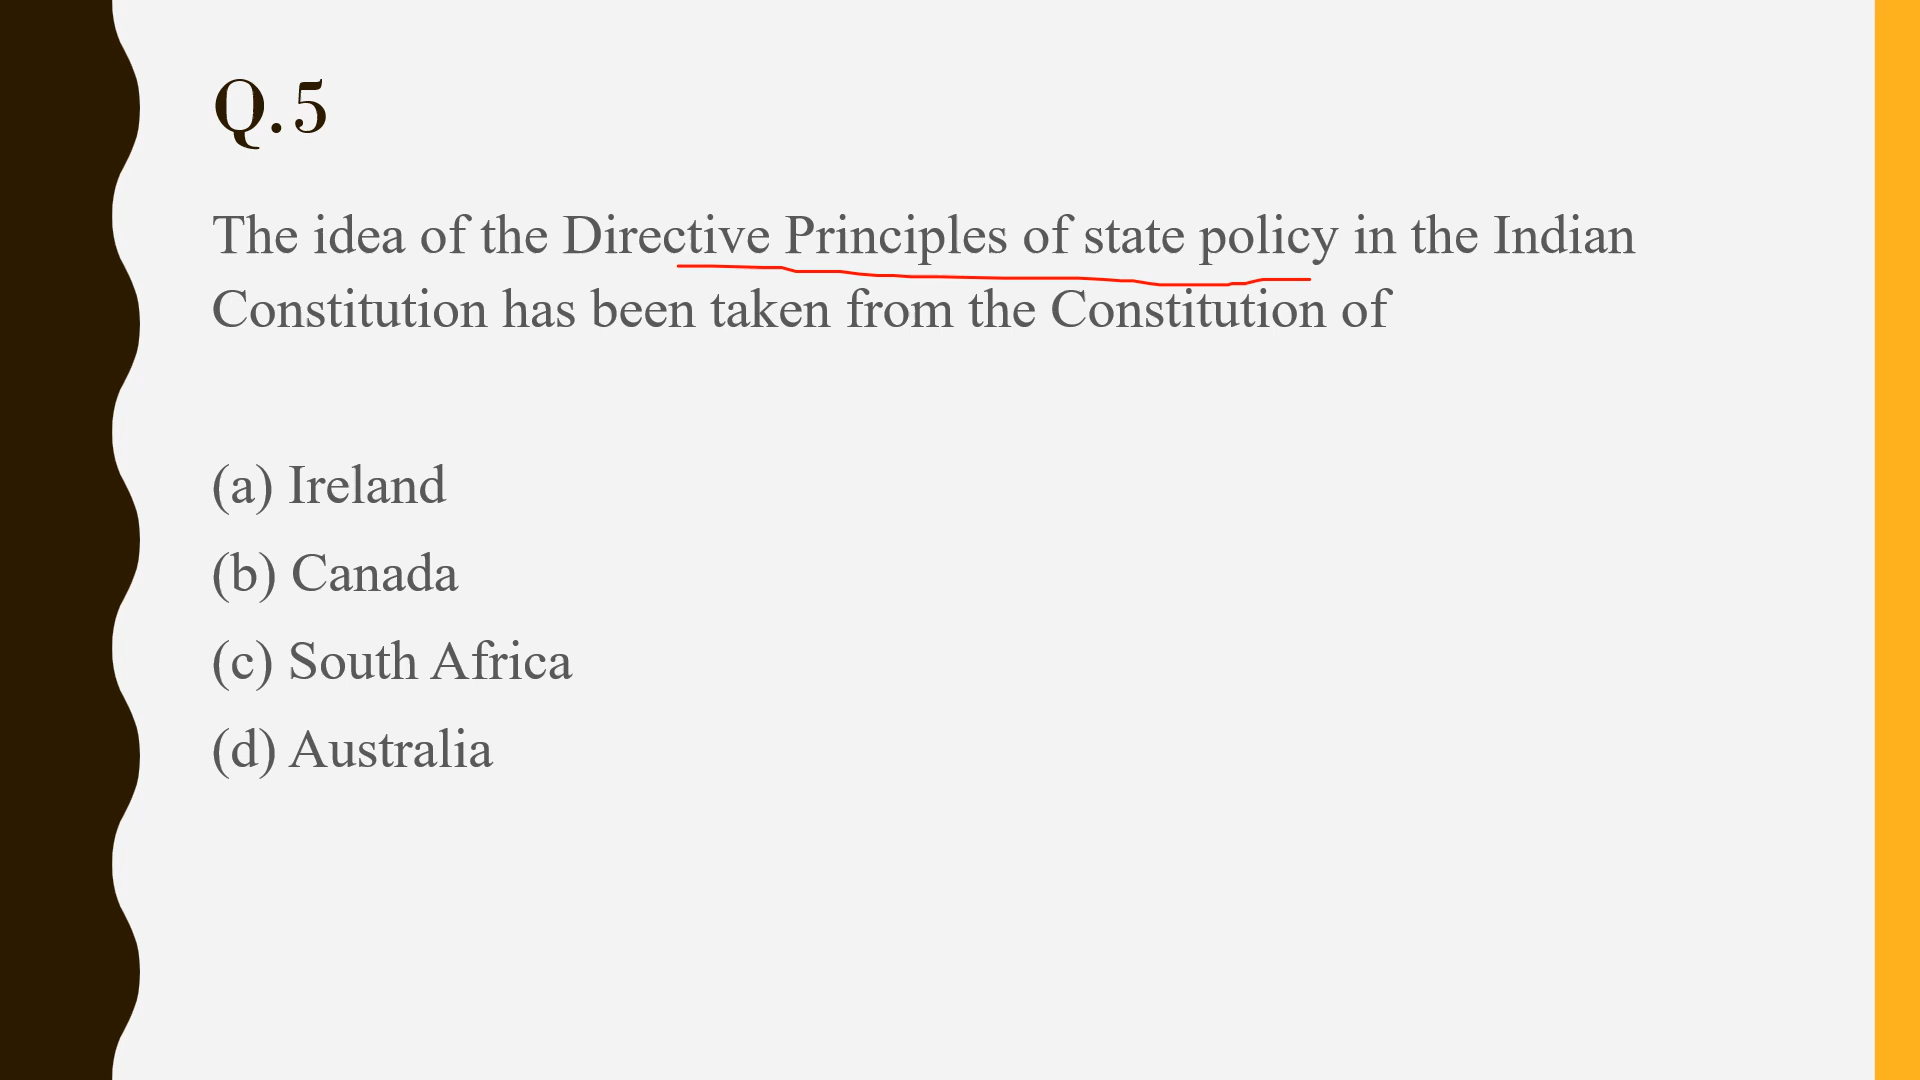 Q.5
The idea of the Directive Principles of state policy in the Indian
Constitution has been taken from the Constitution of
(a) Ireland
(b) Canada
(c) South Africa
(d) Australia